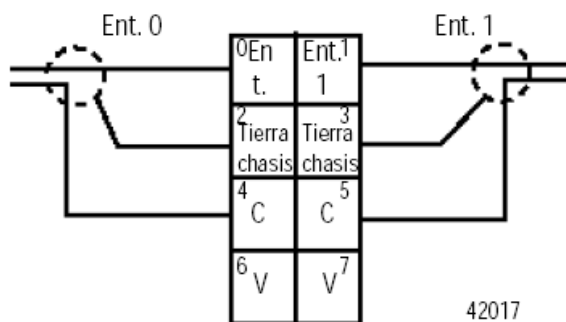 Ent. 0
Ent. 1
0
En
t.
Ent.
1
1
2
Tierra
chasis
3
Tierra
chasis
4
C
5
C
6
V
7
V
42017